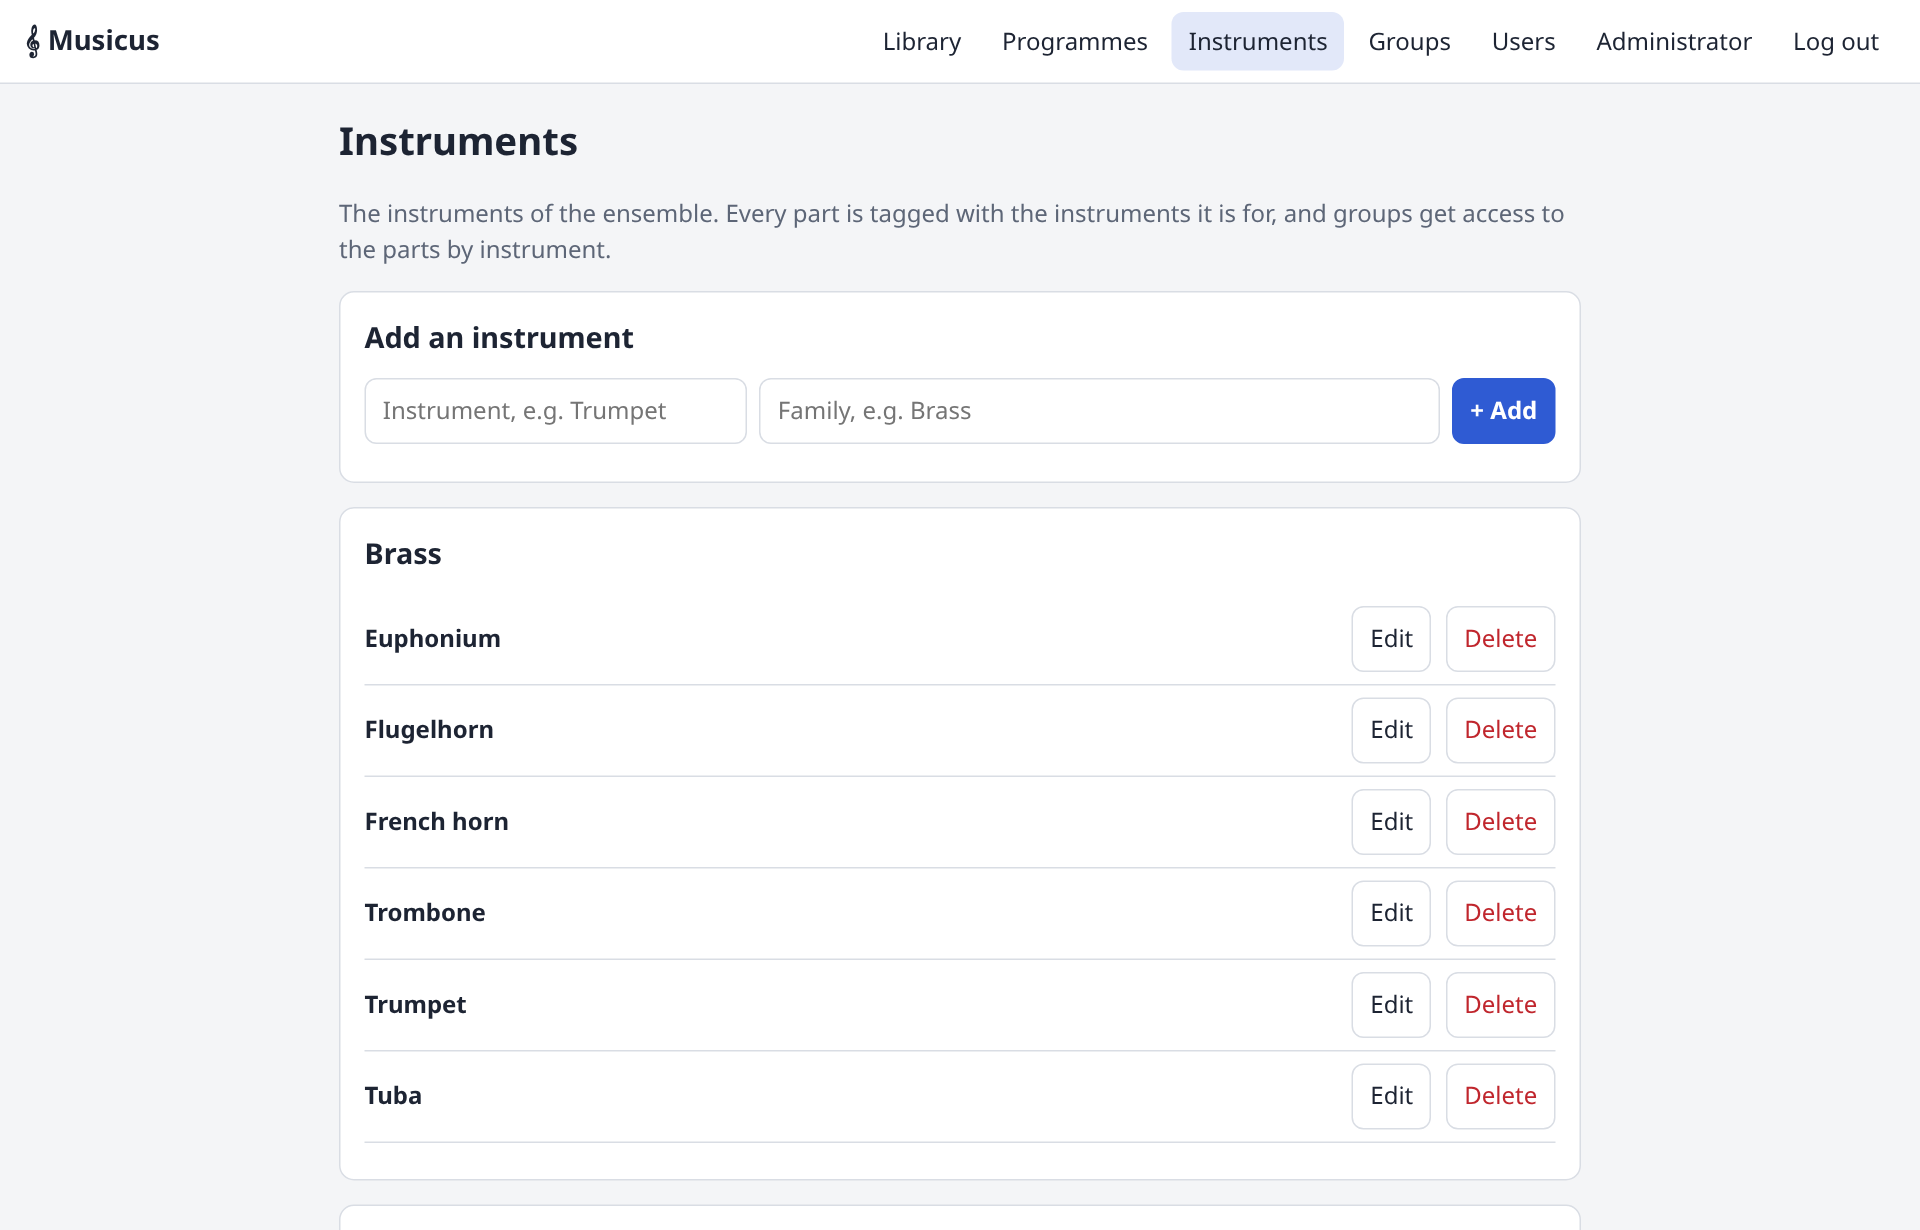 Musicus
Library Programmes Instruments Groups Users Administrator Log out
Instruments
The instruments of the ensemble. Every part is tagged with the instruments it is for, and groups get access to
the parts by instrument.
Add an instrument
Instrument, e.g. Trumpet
Family, e.g. Brass
+ Add
Brass
Euphonium Edit Delete
Flugelhorn Edit Delete
French horn Edit Delete
Trombone Edit Delete
Trumpet Edit Delete
Tuba Edit Delete